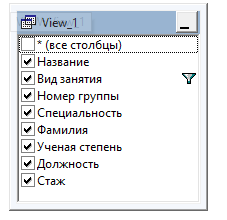 View_1
* (все столбцы)
Название
Вид занятия
Номер группы
Специальность
Фамилия
Ученая степень
Должность
Стаж